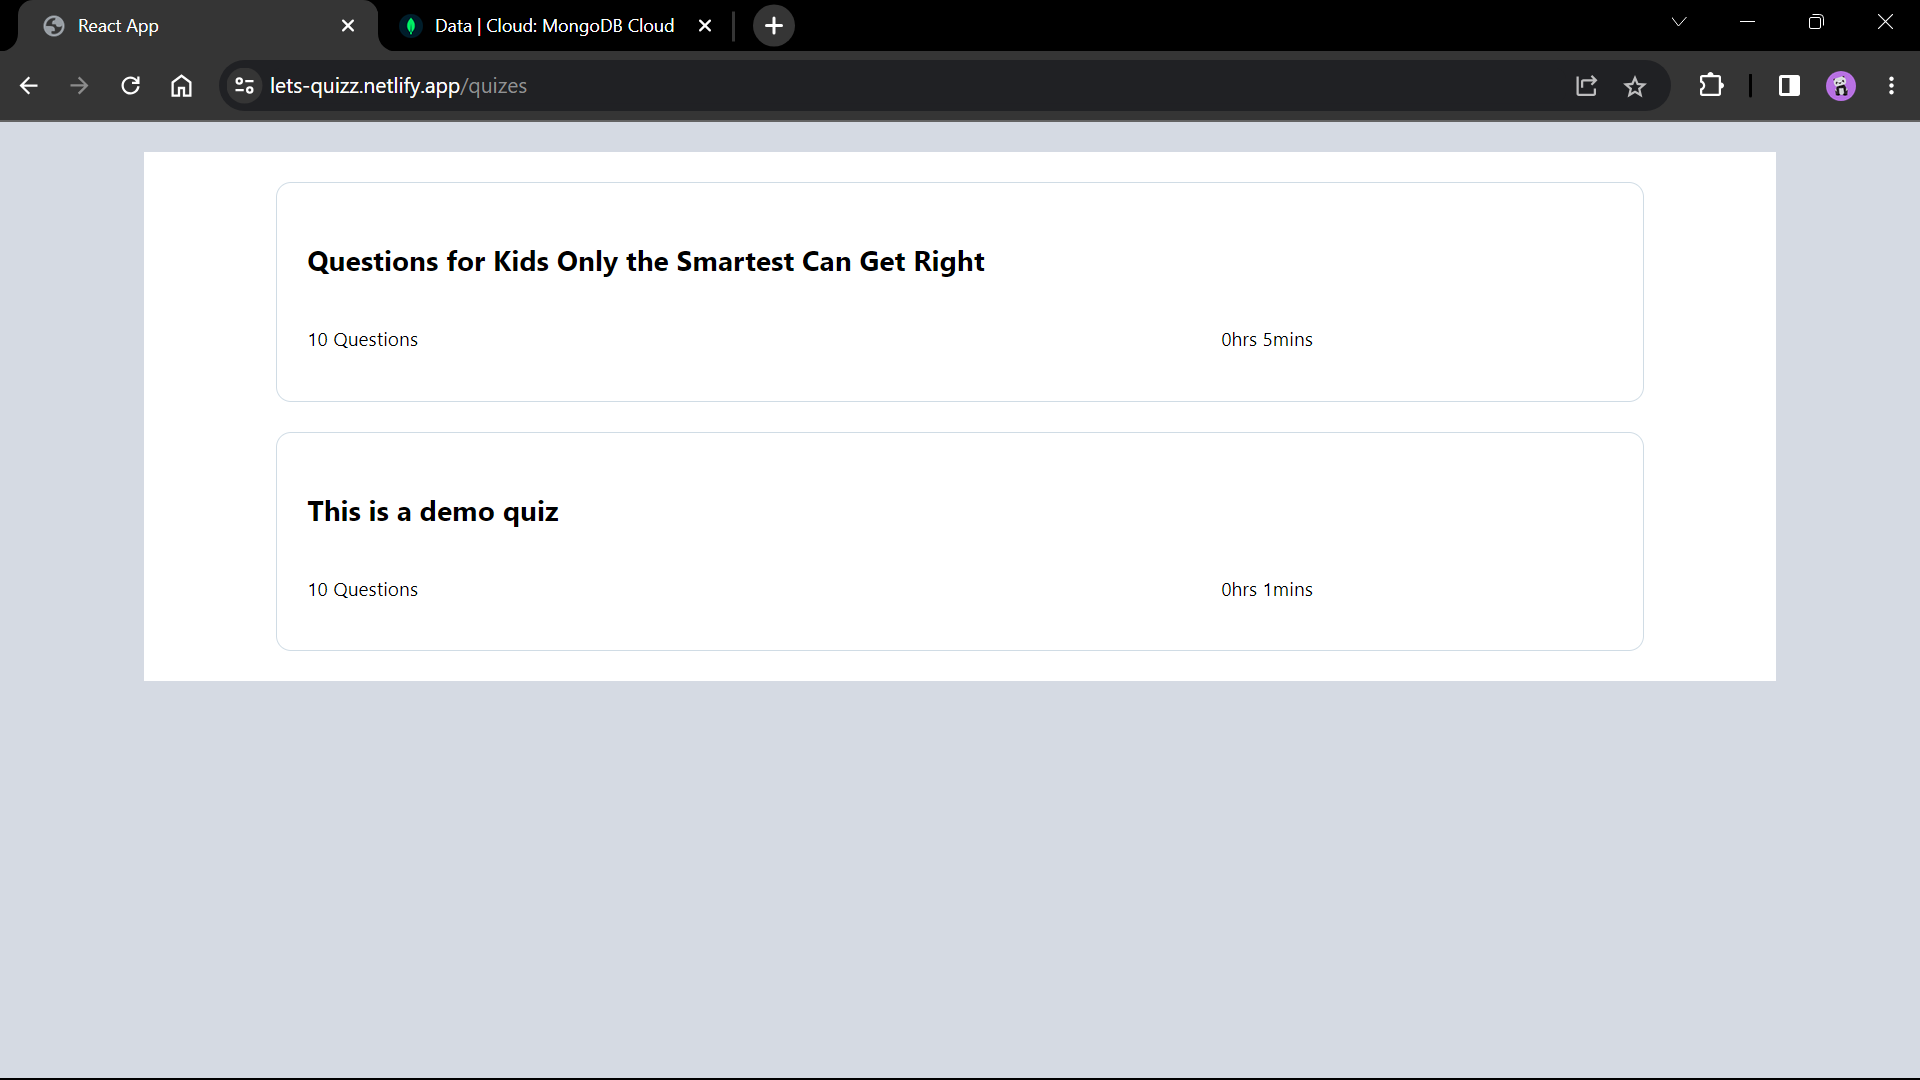 React App
Data | Cloud: MongoDB Cloud
lets-quizz.netlify.app/quizes
Questions for Kids Only the Smartest Can Get Right
10 Questions 0hrs 5mins
This is a demo quiz
10 Questions 0hrs 1mins